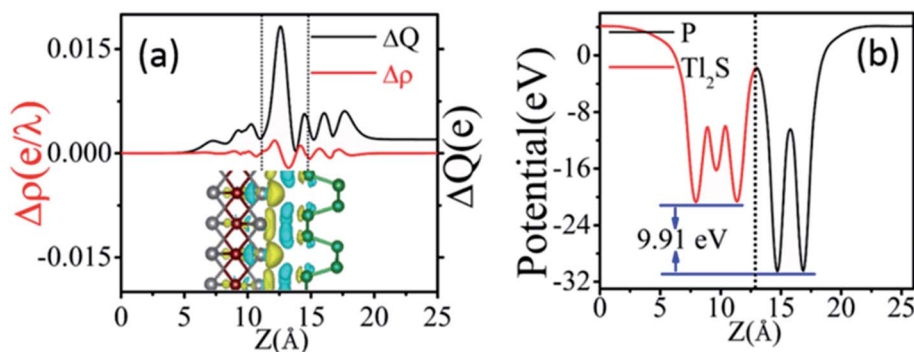 (a)
ΔQ
Δρ
0.015
0.000
-0.015
Δρ(e/λ)
ΔQ(e)
0 5 10 15 20 25
Z(Å)
(b)
P
Tl₂S
0
-8
-16
-24
-32
Potential(eV)
9.91 eV
0 5 10 15 20 25
Z(Å)